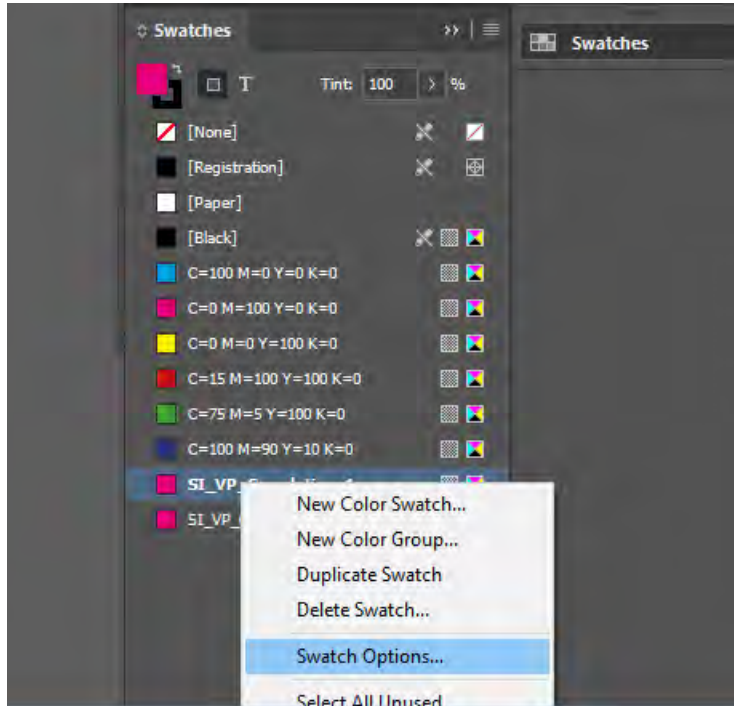 Swatches
Swatches
T Tint: 100 %
[None]
[Registration]
[Paper]
[Black]
C=100 M=0 Y=0 K=0
C=0 M=100 Y=0 K=0
C=0 M=0 Y=100 K=0
C=15 M=100 Y=100 K=0
C=75 M=5 Y=100 K=0
C=100 M=90 Y=10 K=0
SI_VP_
SI_VP_
New Color Swatch...
New Color Group...
Duplicate Swatch
Delete Swatch...
Swatch Options...
Select All Unused